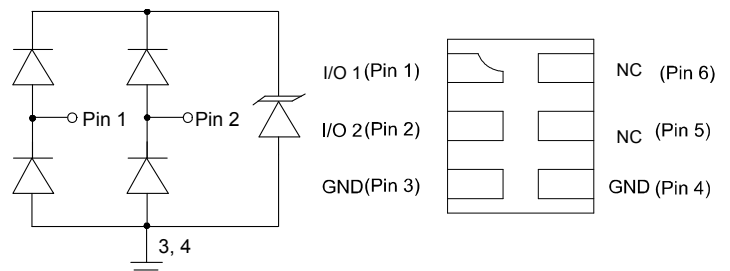 Pin 1
Pin 2
3, 4
I/O 1 (Pin 1)
I/O 2 (Pin 2)
GND (Pin 3)
NC (Pin 6)
NC (Pin 5)
GND (Pin 4)